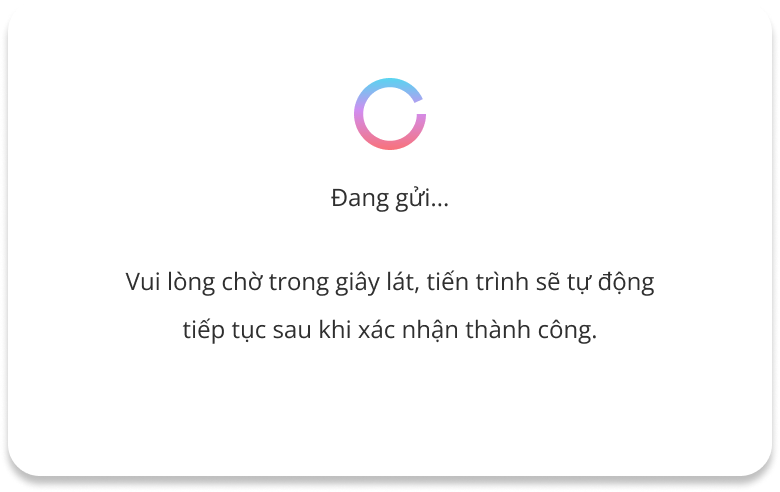 Đang gửi...
Vui lòng chờ trong giây lát, tiến trình sẽ tự động
tiếp tục sau khi xác nhận thành công.